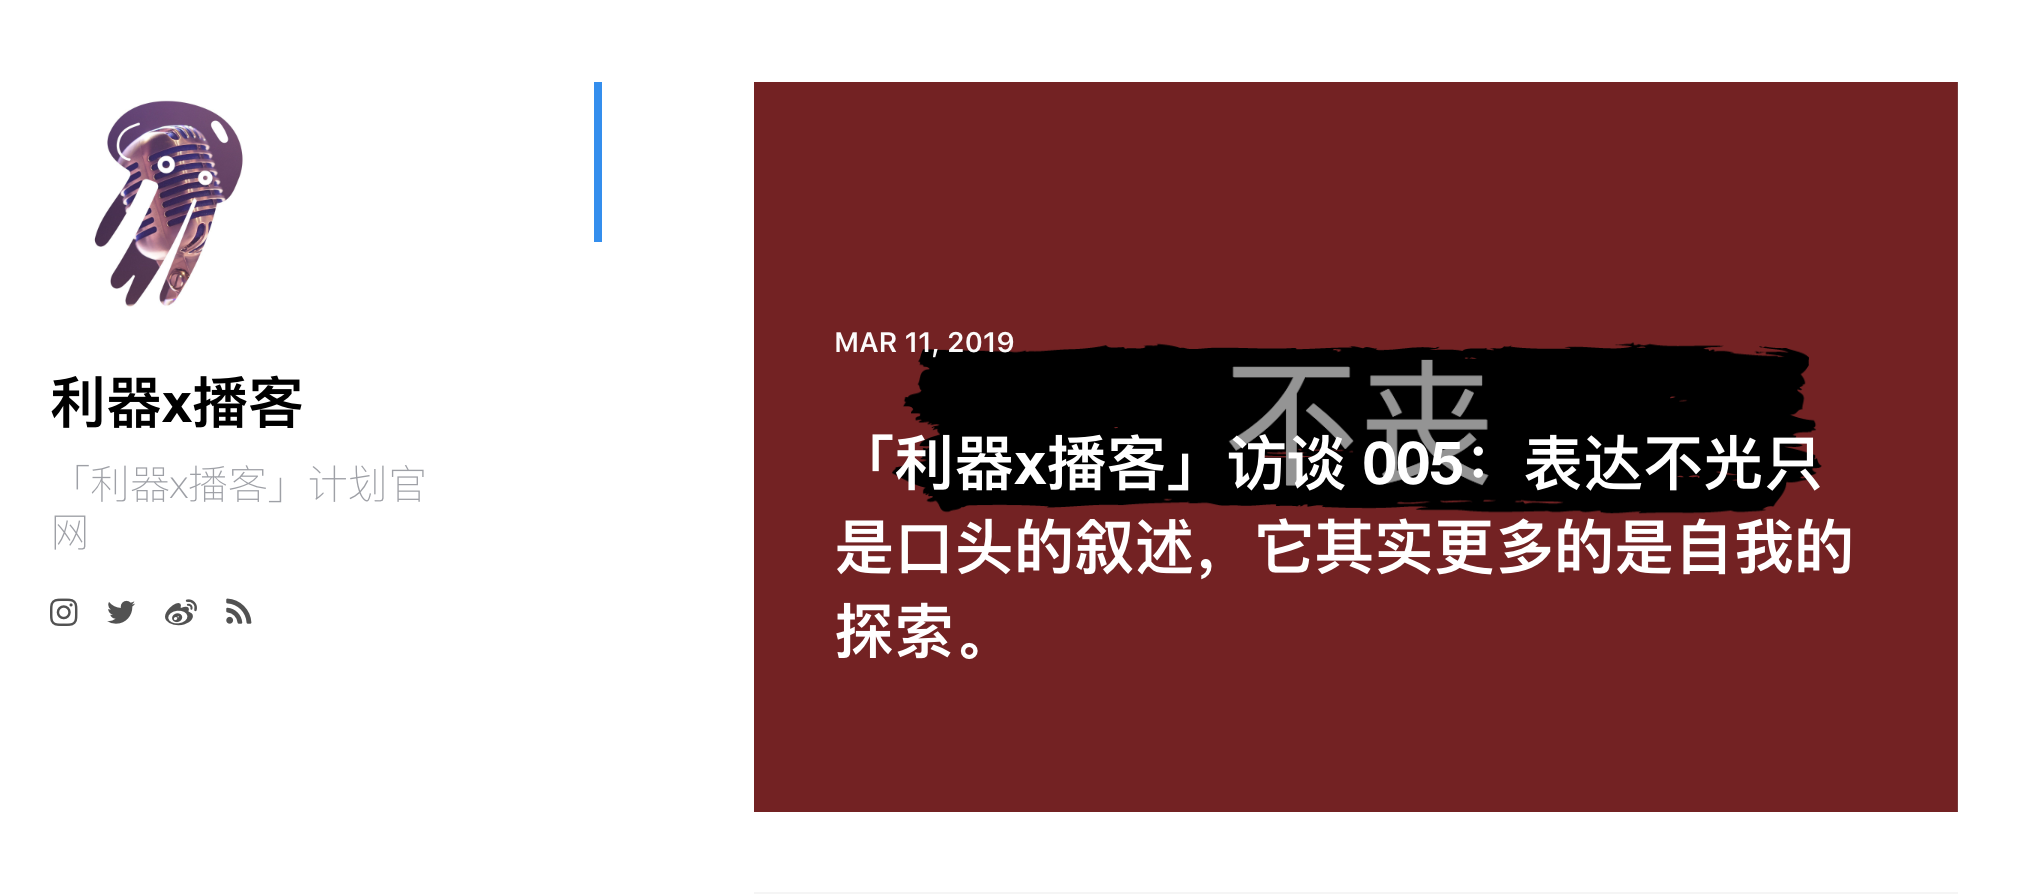 利器x播客
「利器x播客」计划官
网
MAR 11, 2019
不丧
「利器x播客」访谈 005：表达不光只
是口头的叙述，它其实更多的是自我的
探索。